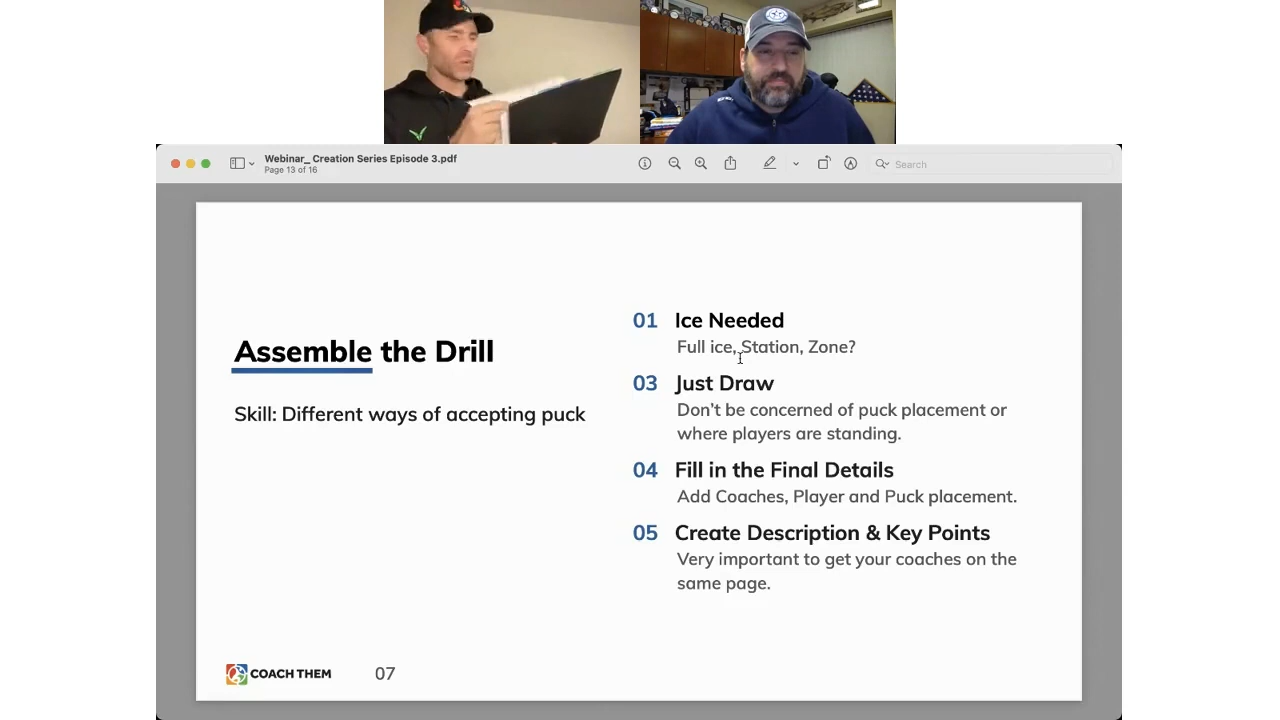 Webinar_ Creation Series Episode 3.pdf
Page 13 of 16
Search
Assemble the Drill
Skill: Different ways of accepting puck
01 Ice Needed
Full ice, Station, Zone?
03 Just Draw
Don't be concerned of puck placement or
where players are standing.
04 Fill in the Final Details
Add Coaches, Player and Puck placement.
05 Create Description & Key Points
Very important to get your coaches on the
same page.
COACH THEM
07